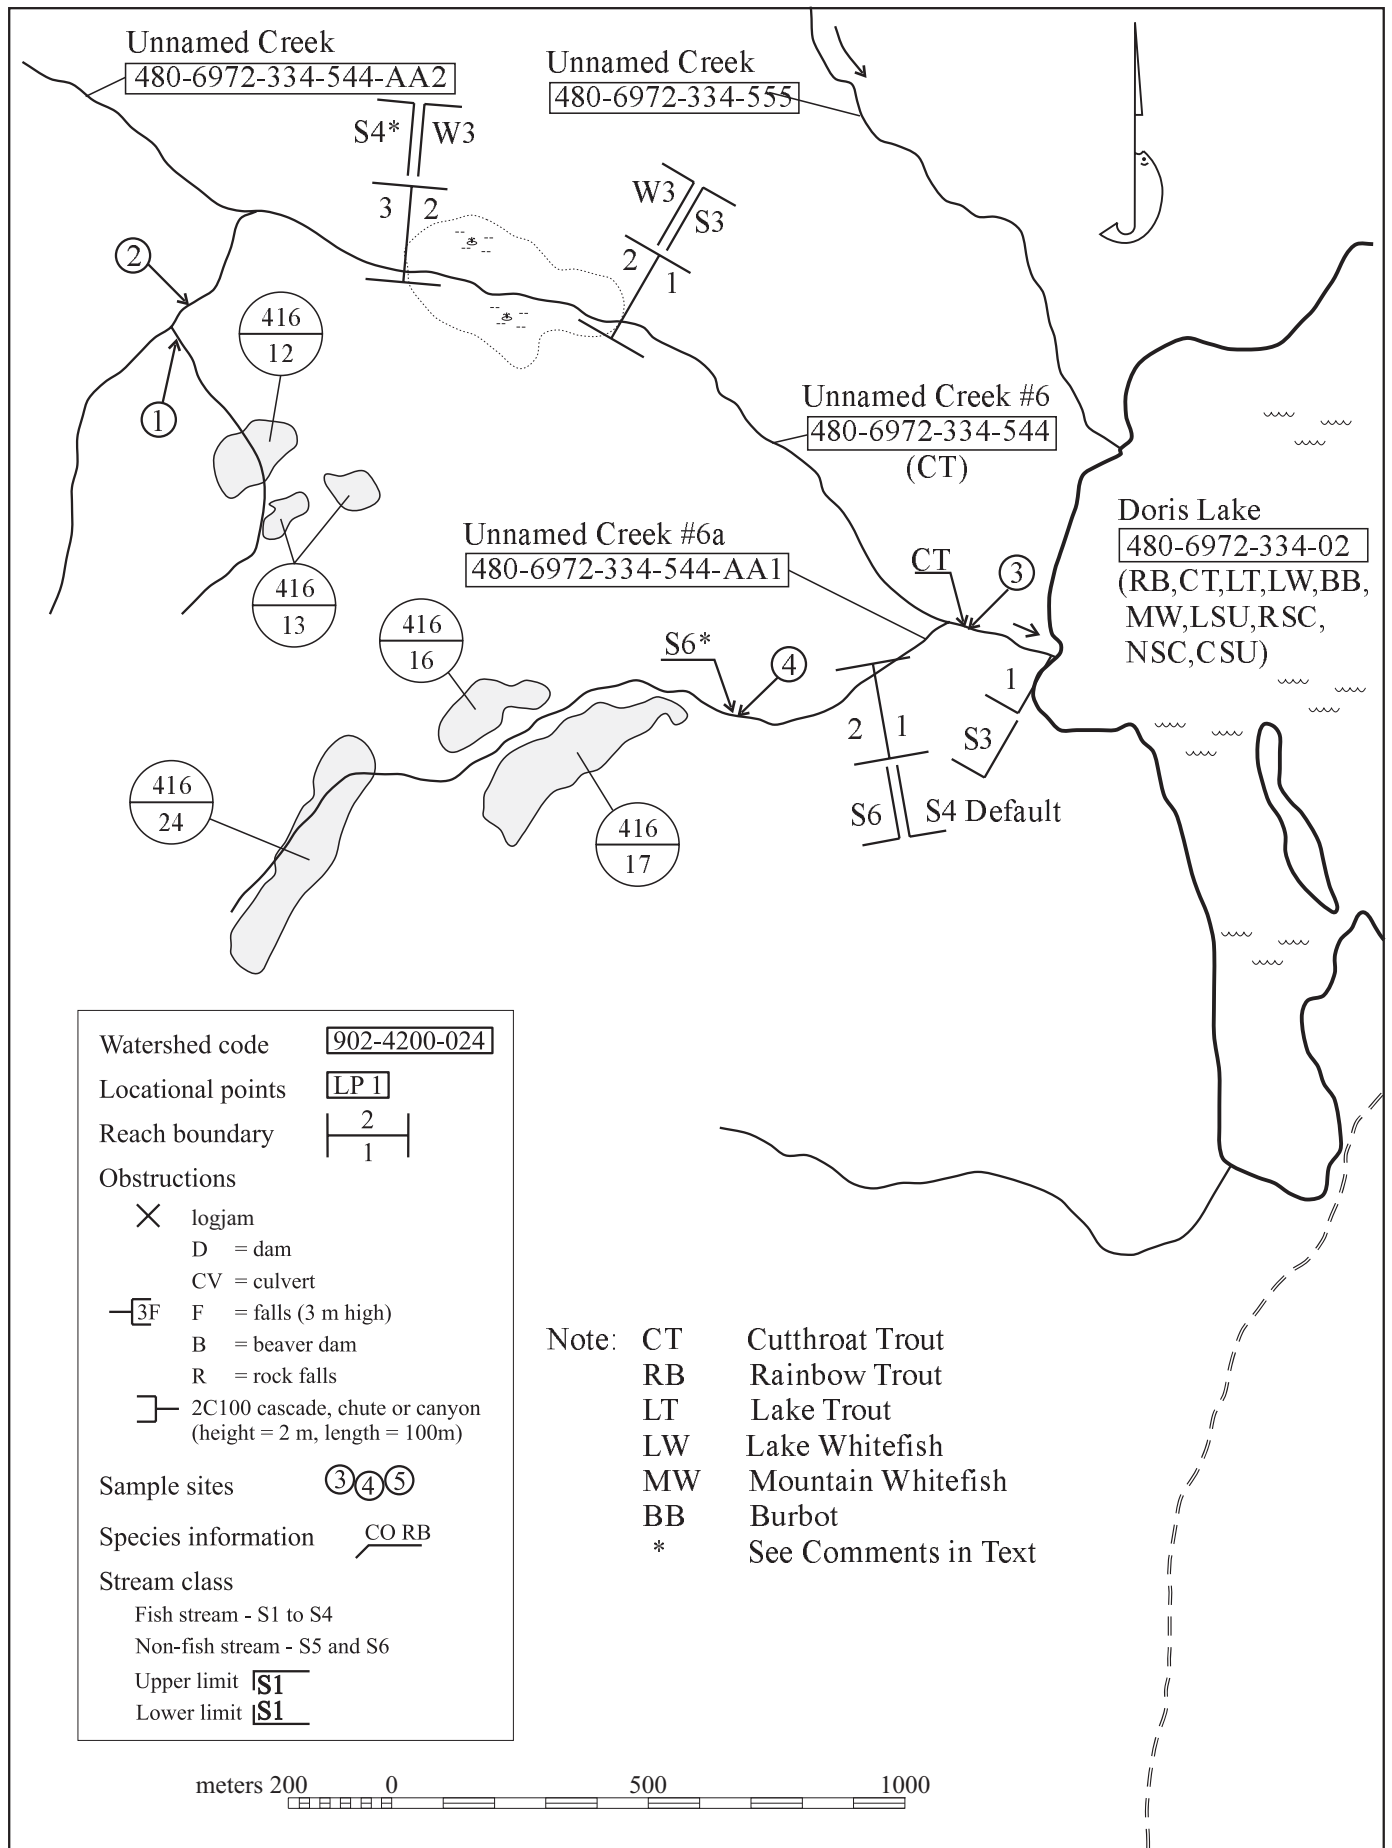 Unnamed Creek
480-6972-334-544-AA2
Unnamed Creek
480-6972-334-555
S4* W3
3 2
W3 S3
2 1
2
1
416
12
416
13
Unnamed Creek #6
480-6972-334-544
(CT)
Doris Lake
480-6972-334-02
(RB,CT,LT,LW,BB,
MW,LSU,RSC,
NSC,CSU)
Unnamed Creek #6a
480-6972-334-544-AA1
CT
3
416
16
S6*
4
1
S3
2 1
S6 S4 Default
416
24
416
17
Watershed code 902-4200-024
Locational points LP 1
Reach boundary 2
1
Obstructions
logjam
D = dam
CV = culvert
3F F = falls (3 m high)
B = beaver dam
R = rock falls
2C100 cascade, chute or canyon
(height = 2 m, length = 100m)
Sample sites 3 4 5
Species information CO RB
Stream class
Fish stream - S1 to S4
Non-fish stream - S5 and S6
Upper limit S1
Lower limit S1
Note: CT Cutthroat Trout
RB Rainbow Trout
LT Lake Trout
LW Lake Whitefish
MW Mountain Whitefish
BB Burbot
* See Comments in Text
meters 200 0 500 1000